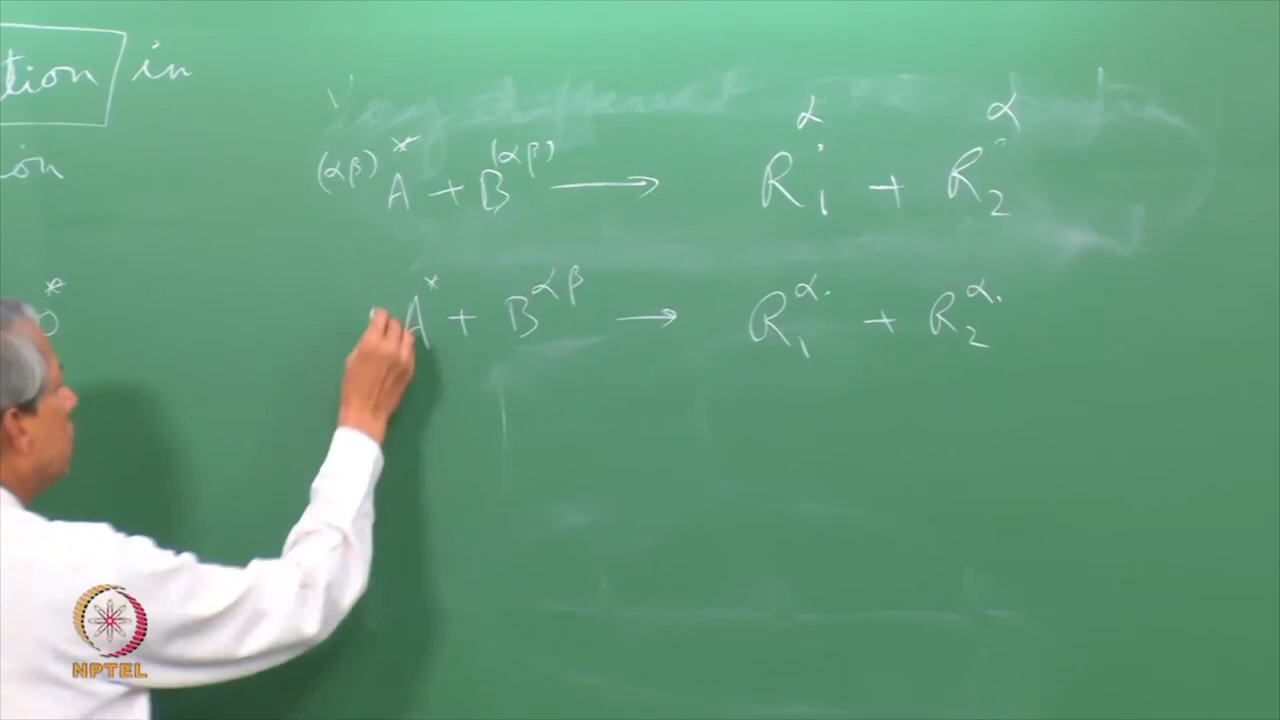 tion in
ion
α α
(αβ) A* + B (αβ) → R₁· + R₂·
A* + B αβ → R₁ α· + R₂ α·
*
NPTEL